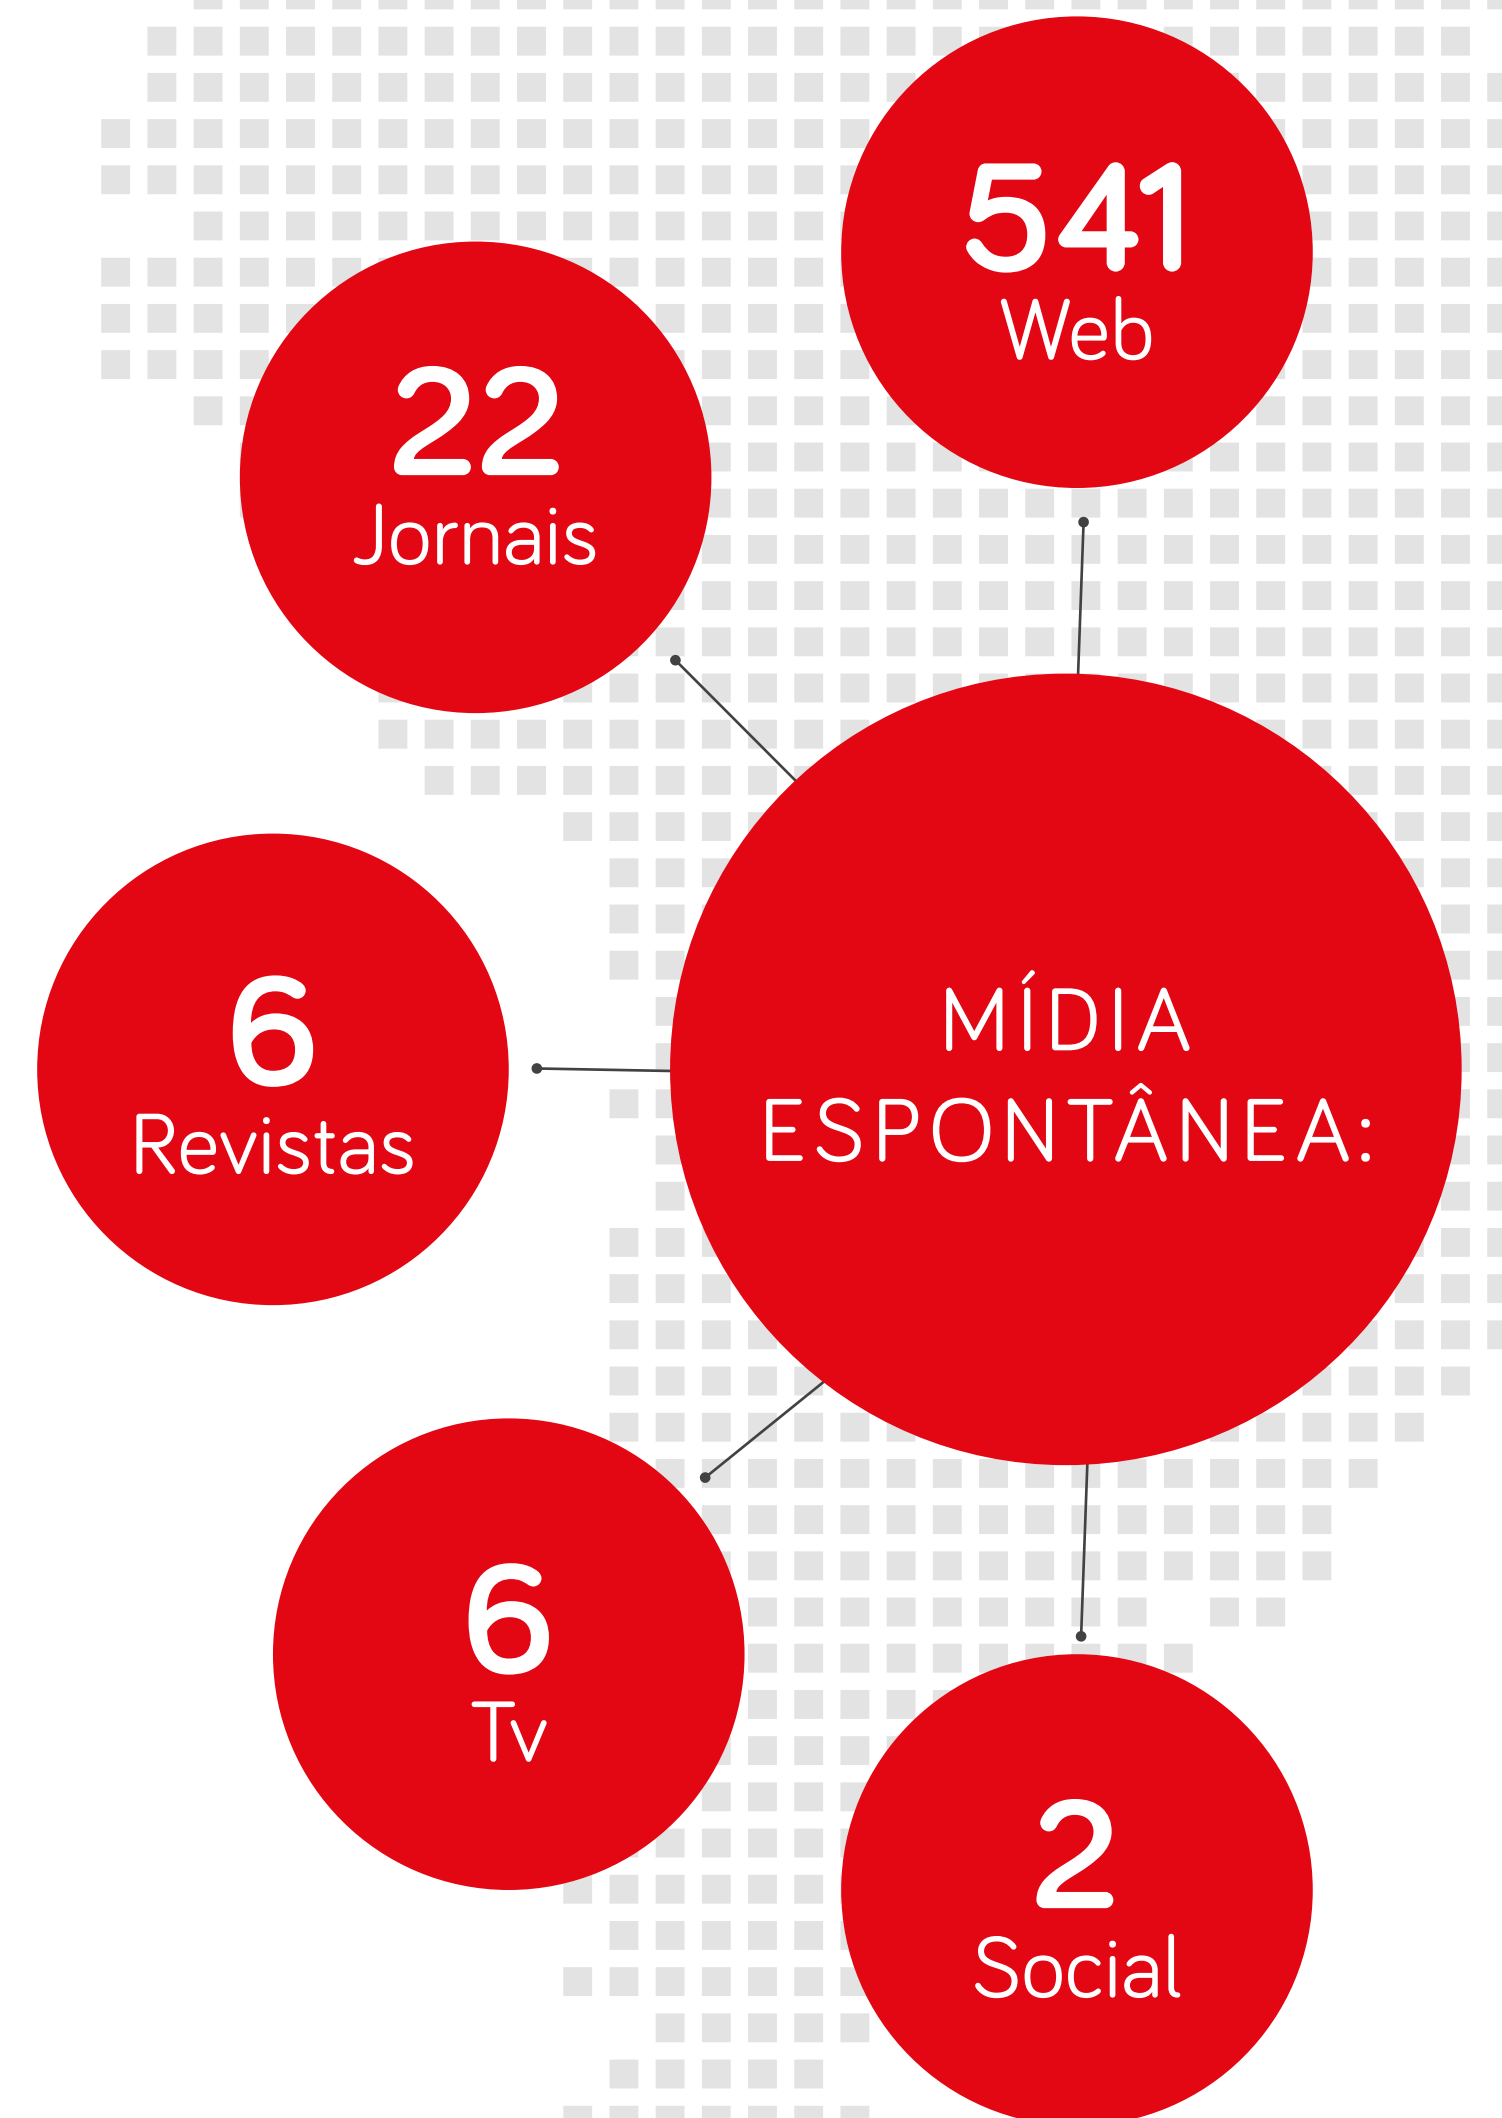 541
Web
22
Jornais
MÍDIA
ESPONTÂNEA:
6
Revistas
6
Tv
2
Social